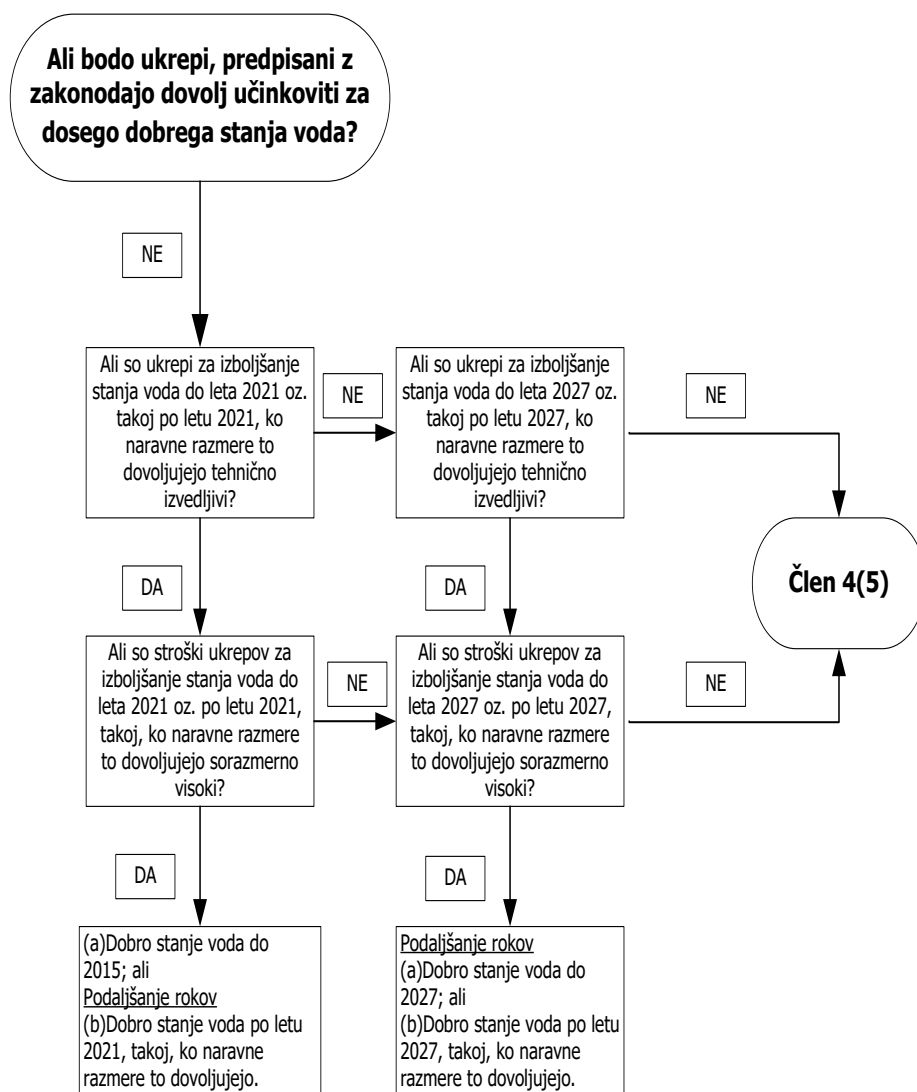 Ali bodo ukrepi, predpisani z
zakonodajo dovolj učinkoviti za
dosego dobrega stanja voda?
NE
Ali so ukrepi za izboljšanje
stanja voda do leta 2021 oz.
takoj po letu 2021, ko
naravne razmere to
dovoljujejo tehnično
izvedljivi?
NE
Ali so ukrepi za izboljšanje
stanja voda do leta 2027 oz.
takoj po letu 2027, ko
naravne razmere to
dovoljujejo tehnično
izvedljivi?
NE
Člen 4(5)
DA
DA
Ali so stroški ukrepov za
izboljšanje stanja voda do
leta 2021 oz. po letu 2021,
takoj, ko naravne razmere
to dovoljujejo sorazmerno
visoki?
NE
Ali so stroški ukrepov za
izboljšanje stanja voda do
leta 2027 oz. po letu 2027,
takoj, ko naravne razmere
to dovoljujejo sorazmerno
visoki?
NE
DA
DA
(a)Dobro stanje voda do
2015; ali
Podaljšanje rokov
(b)Dobro stanje voda po letu
2021, takoj, ko naravne
razmere to dovoljujejo.
Podaljšanje rokov
(a)Dobro stanje voda do
2027; ali
(b)Dobro stanje voda po letu
2027, takoj, ko naravne
razmere to dovoljujejo.